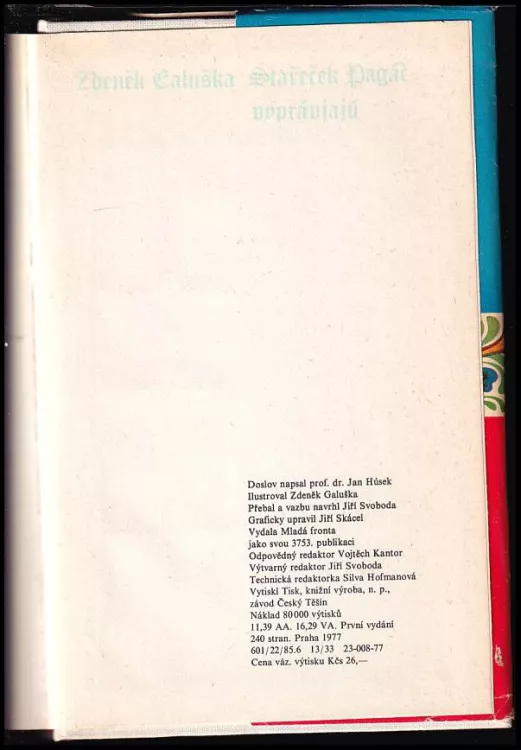 Zdeněk Galuška Stařeček Pagáč
vyprávjajú
Doslov napsal prof. dr. Jan Húsek
Ilustroval Zdeněk Galuška
Přebal a vazbu navrhl Jiří Svoboda
Graficky upravil Jiří Skácel
Vydala Mladá fronta
jako svou 3753. publikaci
Odpovědný redaktor Vojtěch Kantor
Výtvarný redaktor Jiří Svoboda
Technická redaktorka Silva Hofmanová
Vytiskl Tisk, knižní výroba, n. p.,
závod Český Těšín
Náklad 80 000 výtisků
11,39 AA. 16,29 VA. První vydání
240 stran. Praha 1977
601/22/85.6 13/33 23-008-77
Cena váz. výtisku Kčs 26,—